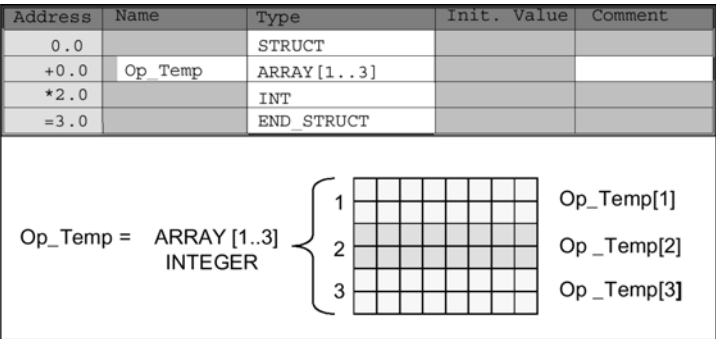 Address Name Type Init. Value Comment
0.0 STRUCT
+0.0 Op_Temp ARRAY[1..3]
*2.0 INT
=3.0 END_STRUCT
1 Op_Temp[1]
Op_Temp = ARRAY [1..3] 2 Op _Temp[2]
INTEGER
3 Op _Temp[3]